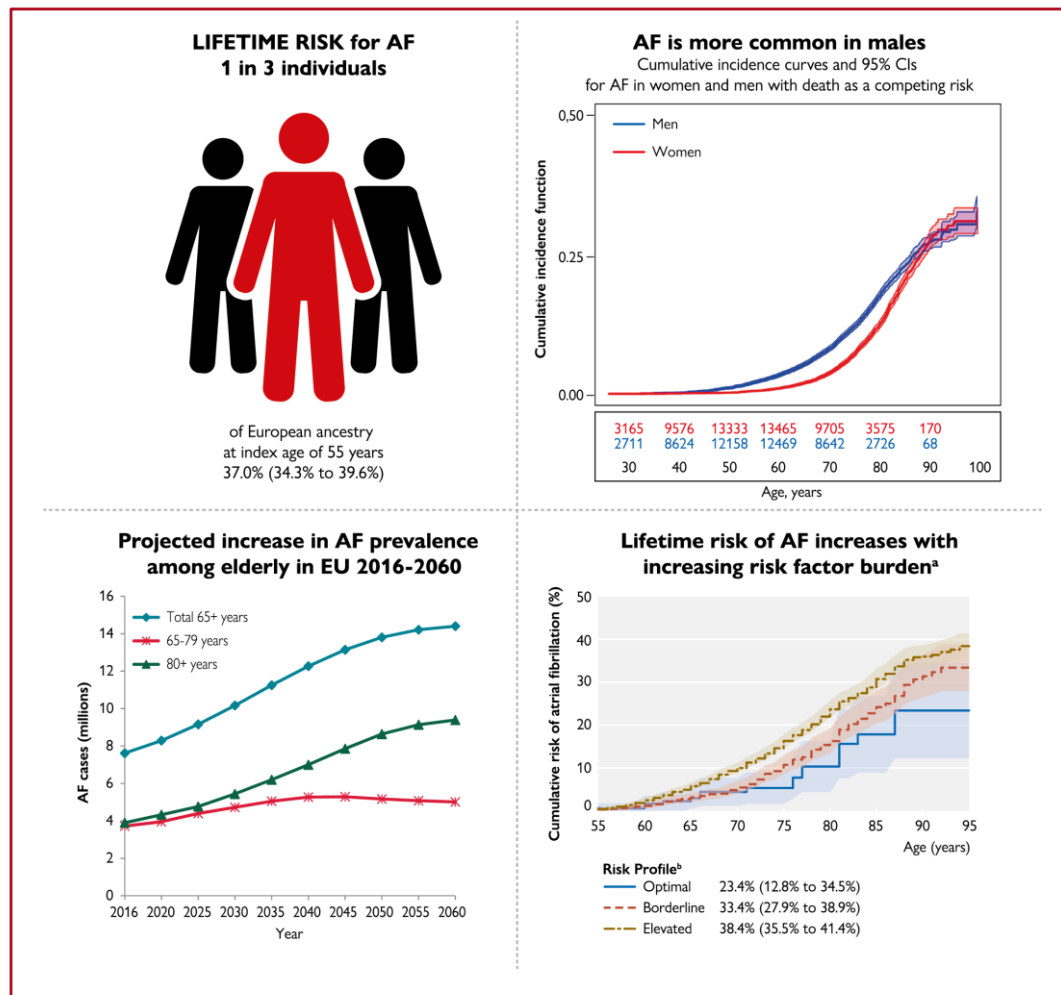 LIFETIME RISK for AF
1 in 3 individuals
of European ancestry
at index age of 55 years
37.0% (34.3% to 39.6%)
AF is more common in males
Cumulative incidence curves and 95% CIs
for AF in women and men with death as a competing risk
Cumulative incidence function
0,50
0.25
0.00
Men
Women
3165 9576 13333 13465 9705 3575 170
2711 8624 12158 12469 8642 2726 68
30 40 50 60 70 80 90 100
Age, years
Projected increase in AF prevalence
among elderly in EU 2016-2060
AF cases (millions)
16
14
12
10
8
6
4
2
0
Total 65+ years
65-79 years
80+ years
2016 2020 2025 2030 2035 2040 2045 2050 2055 2060
Year
Lifetime risk of AF increases with
increasing risk factor burdenᵃ
Cumulative risk of atrial fibrillation (%)
50
40
30
20
10
0
55 60 65 70 75 80 85 90 95
Age (years)
Risk Profileᵇ
Optimal 23.4% (12.8% to 34.5%)
Borderline 33.4% (27.9% to 38.9%)
Elevated 38.4% (35.5% to 41.4%)